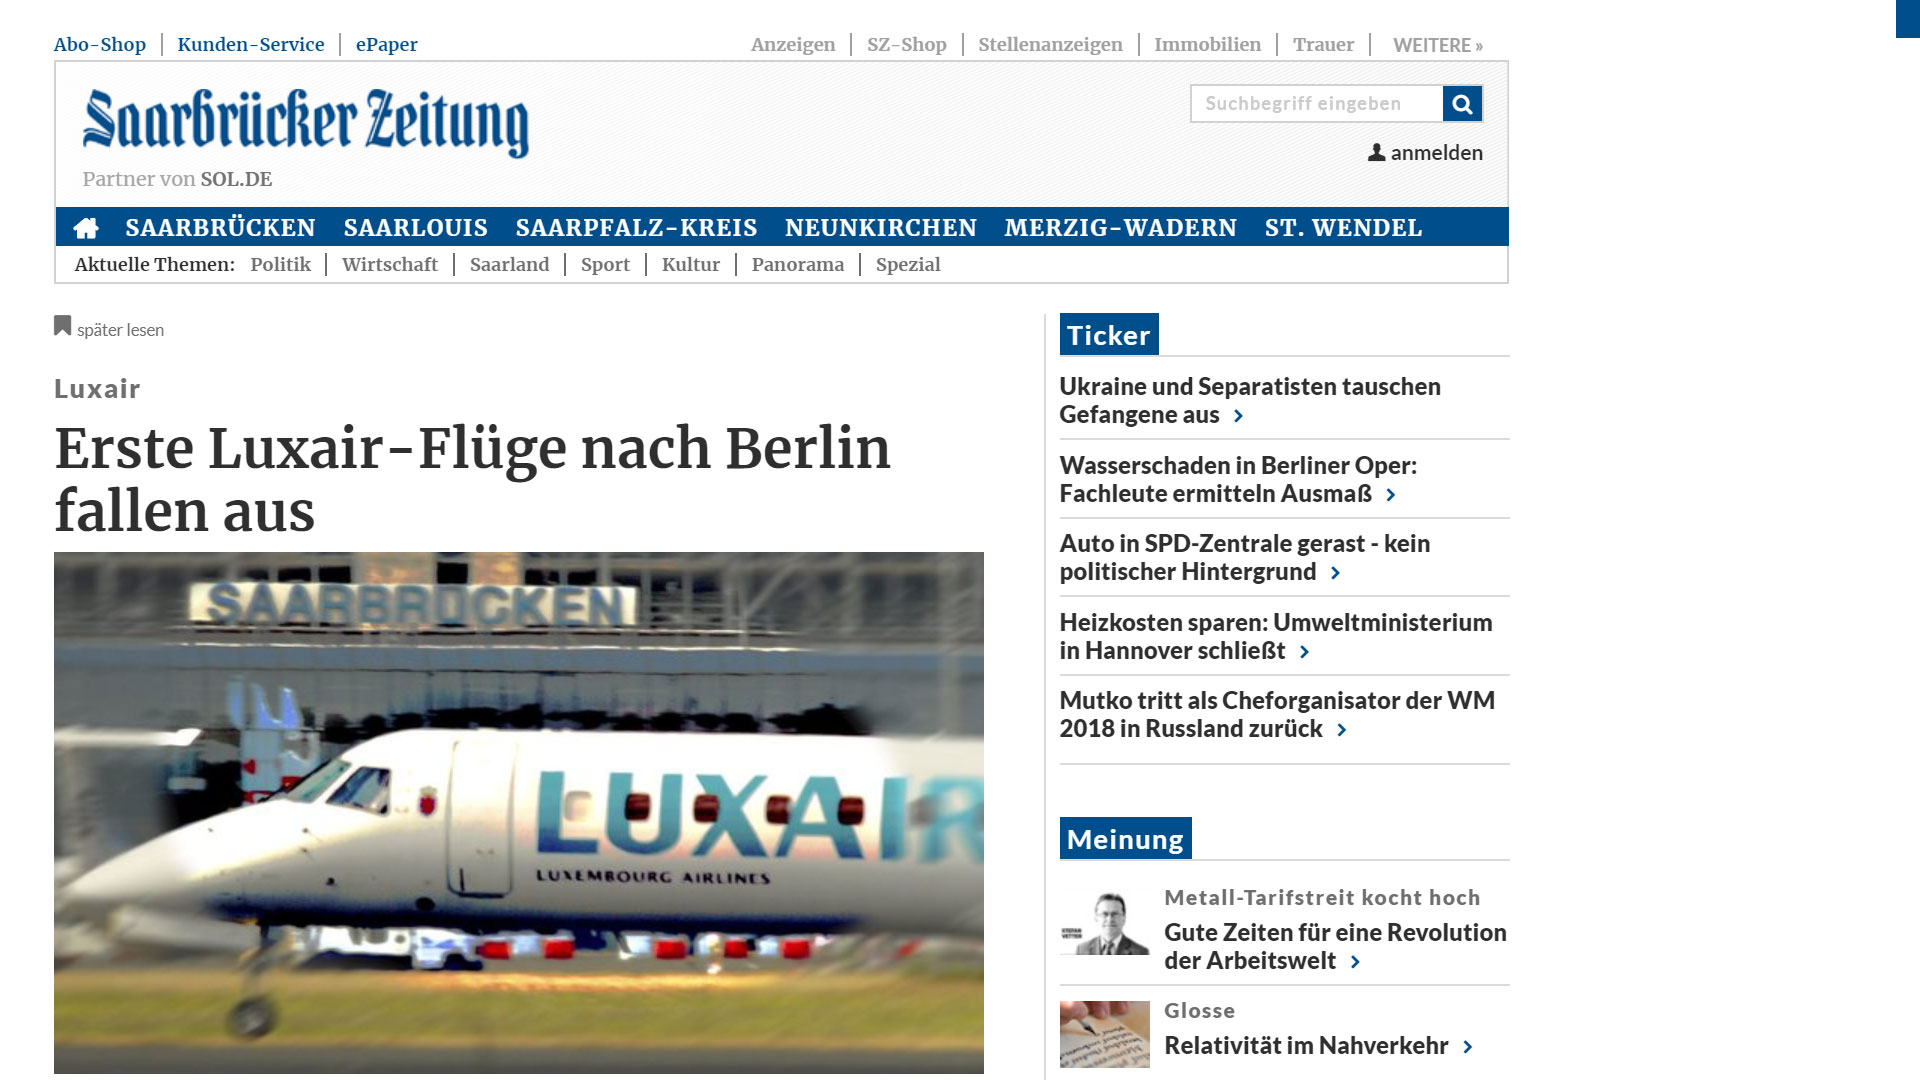 Abo-Shop Kunden-Service ePaper Anzeigen SZ-Shop Stellenanzeigen Immobilien Trauer WEITERE »
Saarbrücker Zeitung
Partner von SOL.DE
Suchbegriff eingeben
anmelden
SAARBRÜCKEN SAARLOUIS SAARPFALZ-KREIS NEUNKIRCHEN MERZIG-WADERN ST. WENDEL
Aktuelle Themen: Politik Wirtschaft Saarland Sport Kultur Panorama Spezial
später lesen
Luxair
Erste Luxair-Flüge nach Berlin
fallen aus
SAARBRÜCKEN
LUXAIR
LUXEMBOURG AIRLINES
Ticker
Ukraine und Separatisten tauschen
Gefangene aus
Wasserschaden in Berliner Oper:
Fachleute ermitteln Ausmaß
Auto in SPD-Zentrale gerast - kein
politischer Hintergrund
Heizkosten sparen: Umweltministerium
in Hannover schließt
Mutko tritt als Cheforganisator der WM
2018 in Russland zurück
Meinung
STEFAN
VETTER
Metall-Tarifstreit kocht hoch
Gute Zeiten für eine Revolution
der Arbeitswelt
Glosse
Relativität im Nahverkehr